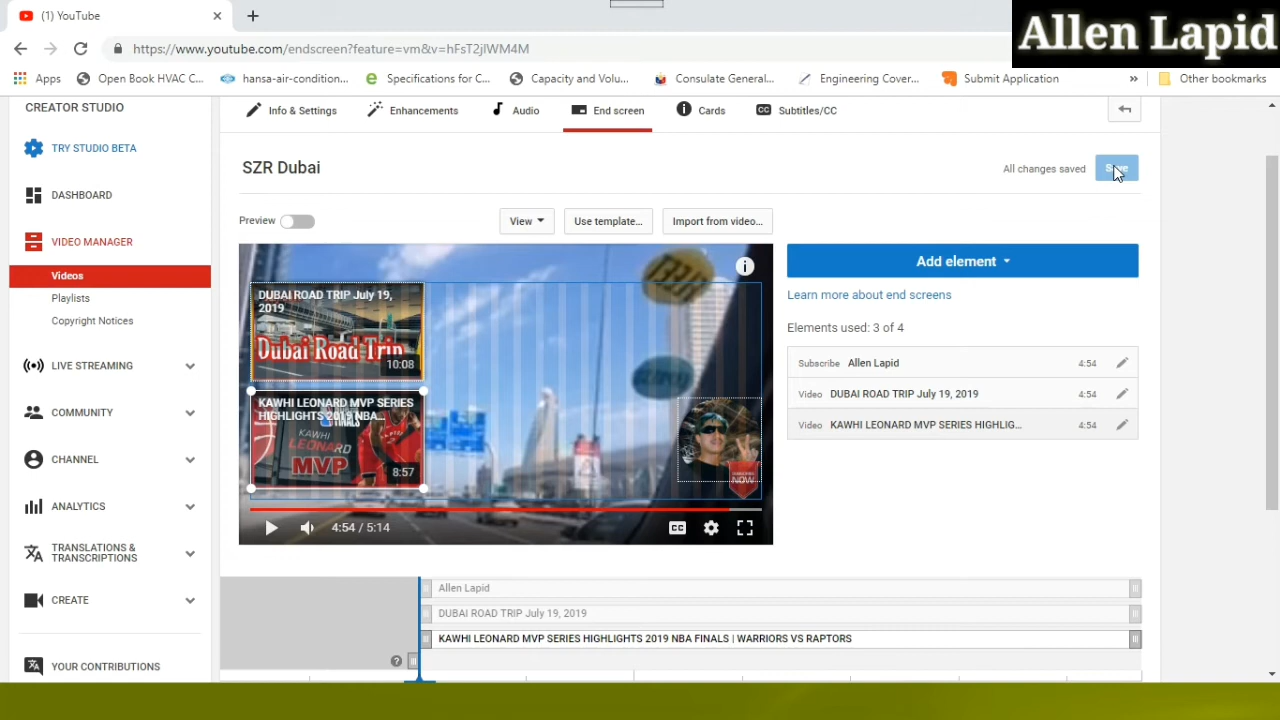 (1) YouTube
Allen Lapid
https://www.youtube.com/endscreen?feature=vm&v=hFsT2jlWM4M
Apps
Open Book HVAC C...
hansa-air-condition...
Specifications for C...
Capacity and Volu...
Consulate General...
Engineering Cover...
Submit Application
»
Other bookmarks
CREATOR STUDIO
TRY STUDIO BETA
DASHBOARD
VIDEO MANAGER
Videos
Playlists
Copyright Notices
LIVE STREAMING
COMMUNITY
CHANNEL
ANALYTICS
TRANSLATIONS &
TRANSCRIPTIONS
CREATE
YOUR CONTRIBUTIONS
Info & Settings
Enhancements
Audio
End screen
Cards
CC Subtitles/CC
SZR Dubai
All changes saved
Save
Preview
View
Use template...
Import from video...
DUBAI ROAD TRIP July 19,
2019
Dubai Road Trip
10:08
KAWHI LEONARD MVP SERIES
HIGHLIGHTS 2019 NBA...
FINALS
KAWHI
LEONARD
MVP
8:57
NOW
4:54 / 5:14
CC
Add element
Learn more about end screens
Elements used: 3 of 4
Subscribe Allen Lapid 4:54
Video DUBAI ROAD TRIP July 19, 2019 4:54
Video KAWHI LEONARD MVP SERIES HIGHLIG... 4:54
Allen Lapid
DUBAI ROAD TRIP July 19, 2019
KAWHI LEONARD MVP SERIES HIGHLIGHTS 2019 NBA FINALS | WARRIORS VS RAPTORS
?